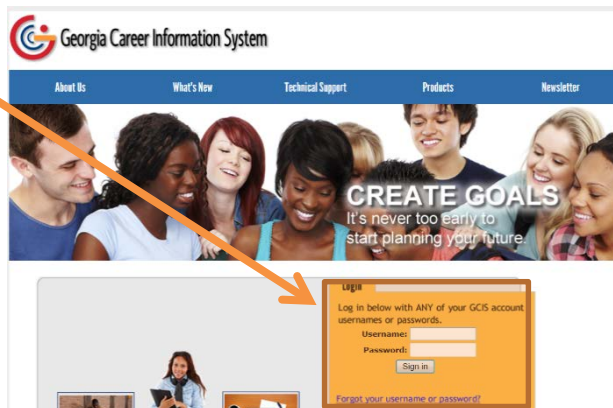 Georgia Career Information System
About Us What's New Technical Support Products Newsletter
CREATE GOALS
It's never too early to
start planning your future.
Login
Log in below with ANY of your GCIS account
usernames or passwords.
Username:
Password:
Sign in
Forgot your username or password?